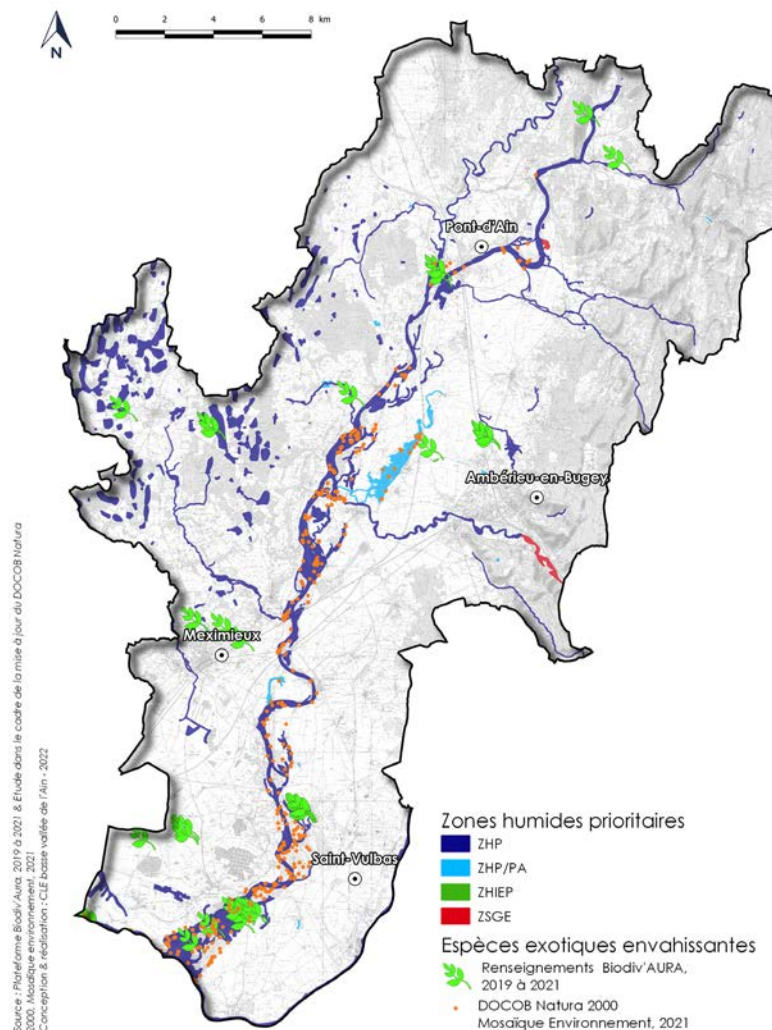 0 2 4 6 8 km
N
Pont-d'Ain
Ambérieu-en-Bugey
Meximieux
Saint-Vulbas
Zones humides prioritaires
ZHP
ZHP/PA
ZHIEP
ZSGE
Espèces exotiques envahissantes
Renseignements Biodiv'AURA,
2019 à 2021
DOCOB Natura 2000
Mosaïque Environnement, 2021
Source : Plateforme Biodiv'Aura, 2019 à 2021 & Etude dans le cadre de la mise à jour du DOCOB Natura
2000, Mosaïque environnement, 2021
Conception & réalisation : CLE basse vallée de l'Ain - 2022